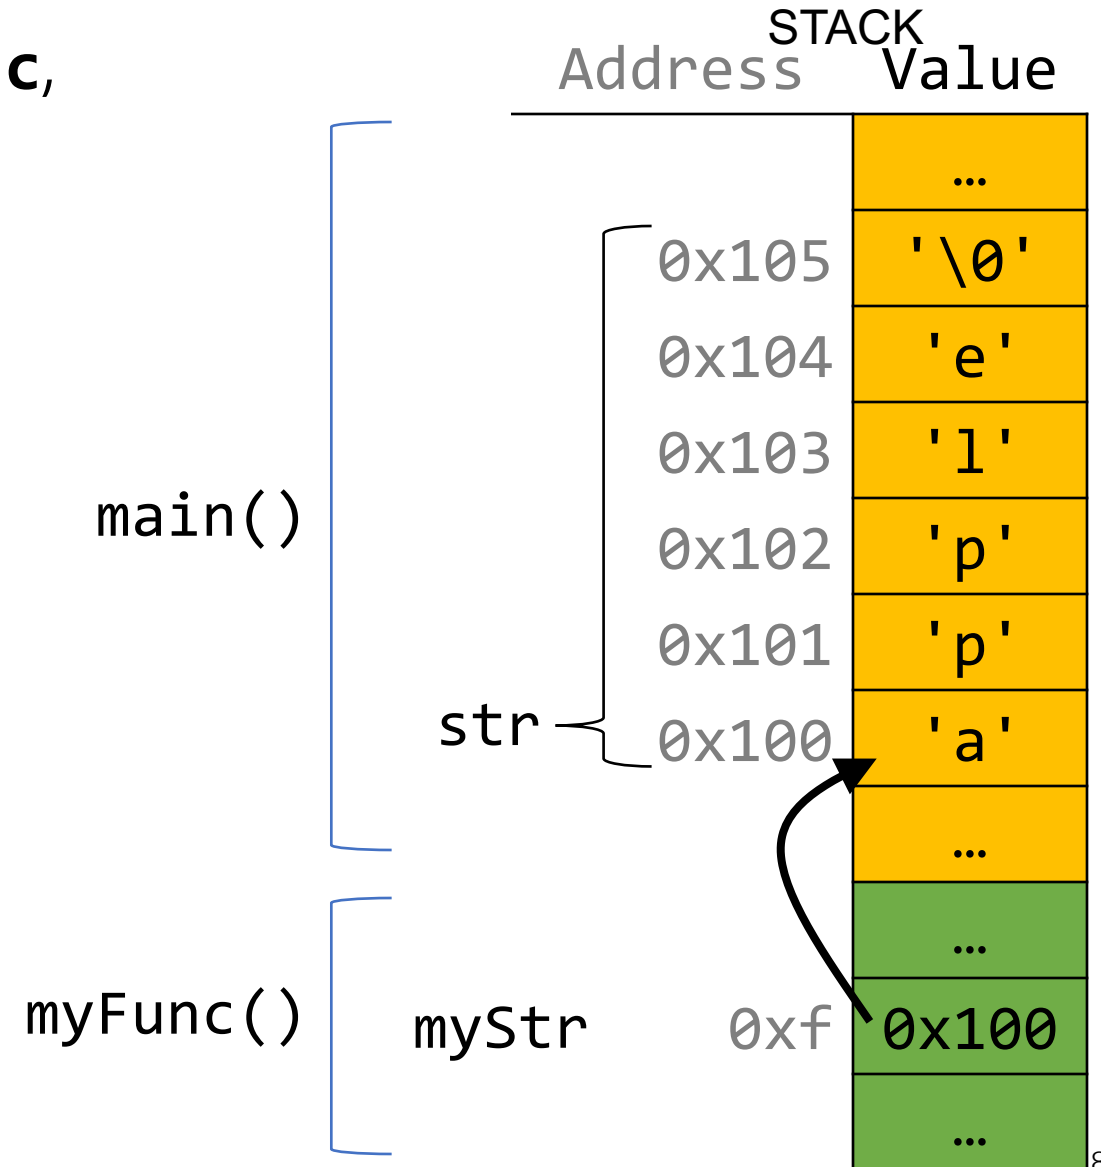 STACK
c,
Address Value
…
0x105 '\0'
0x104 'e'
0x103 'l'
main()
0x102 'p'
0x101 'p'
str 0x100 'a'
…
…
myFunc() myStr 0xf 0x100
…